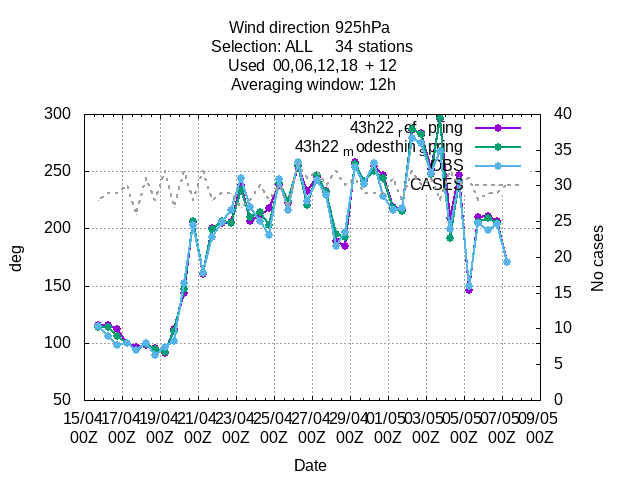 Wind direction 925hPa
Selection: ALL 34 stations
Used 00,06,12,18 + 12
Averaging window: 12h
300
250
200
150
100
50
40
35
30
25
20
15
10
5
0
43h22_ref_spring
43h22_modesthin_spring
OBS
CASES
deg
No cases
15/04 17/04 19/04 21/04 23/04 25/04 27/04 29/04 01/05 03/05 05/05 07/05 09/05
00Z 00Z 00Z 00Z 00Z 00Z 00Z 00Z 00Z 00Z 00Z 00Z 00Z
Date